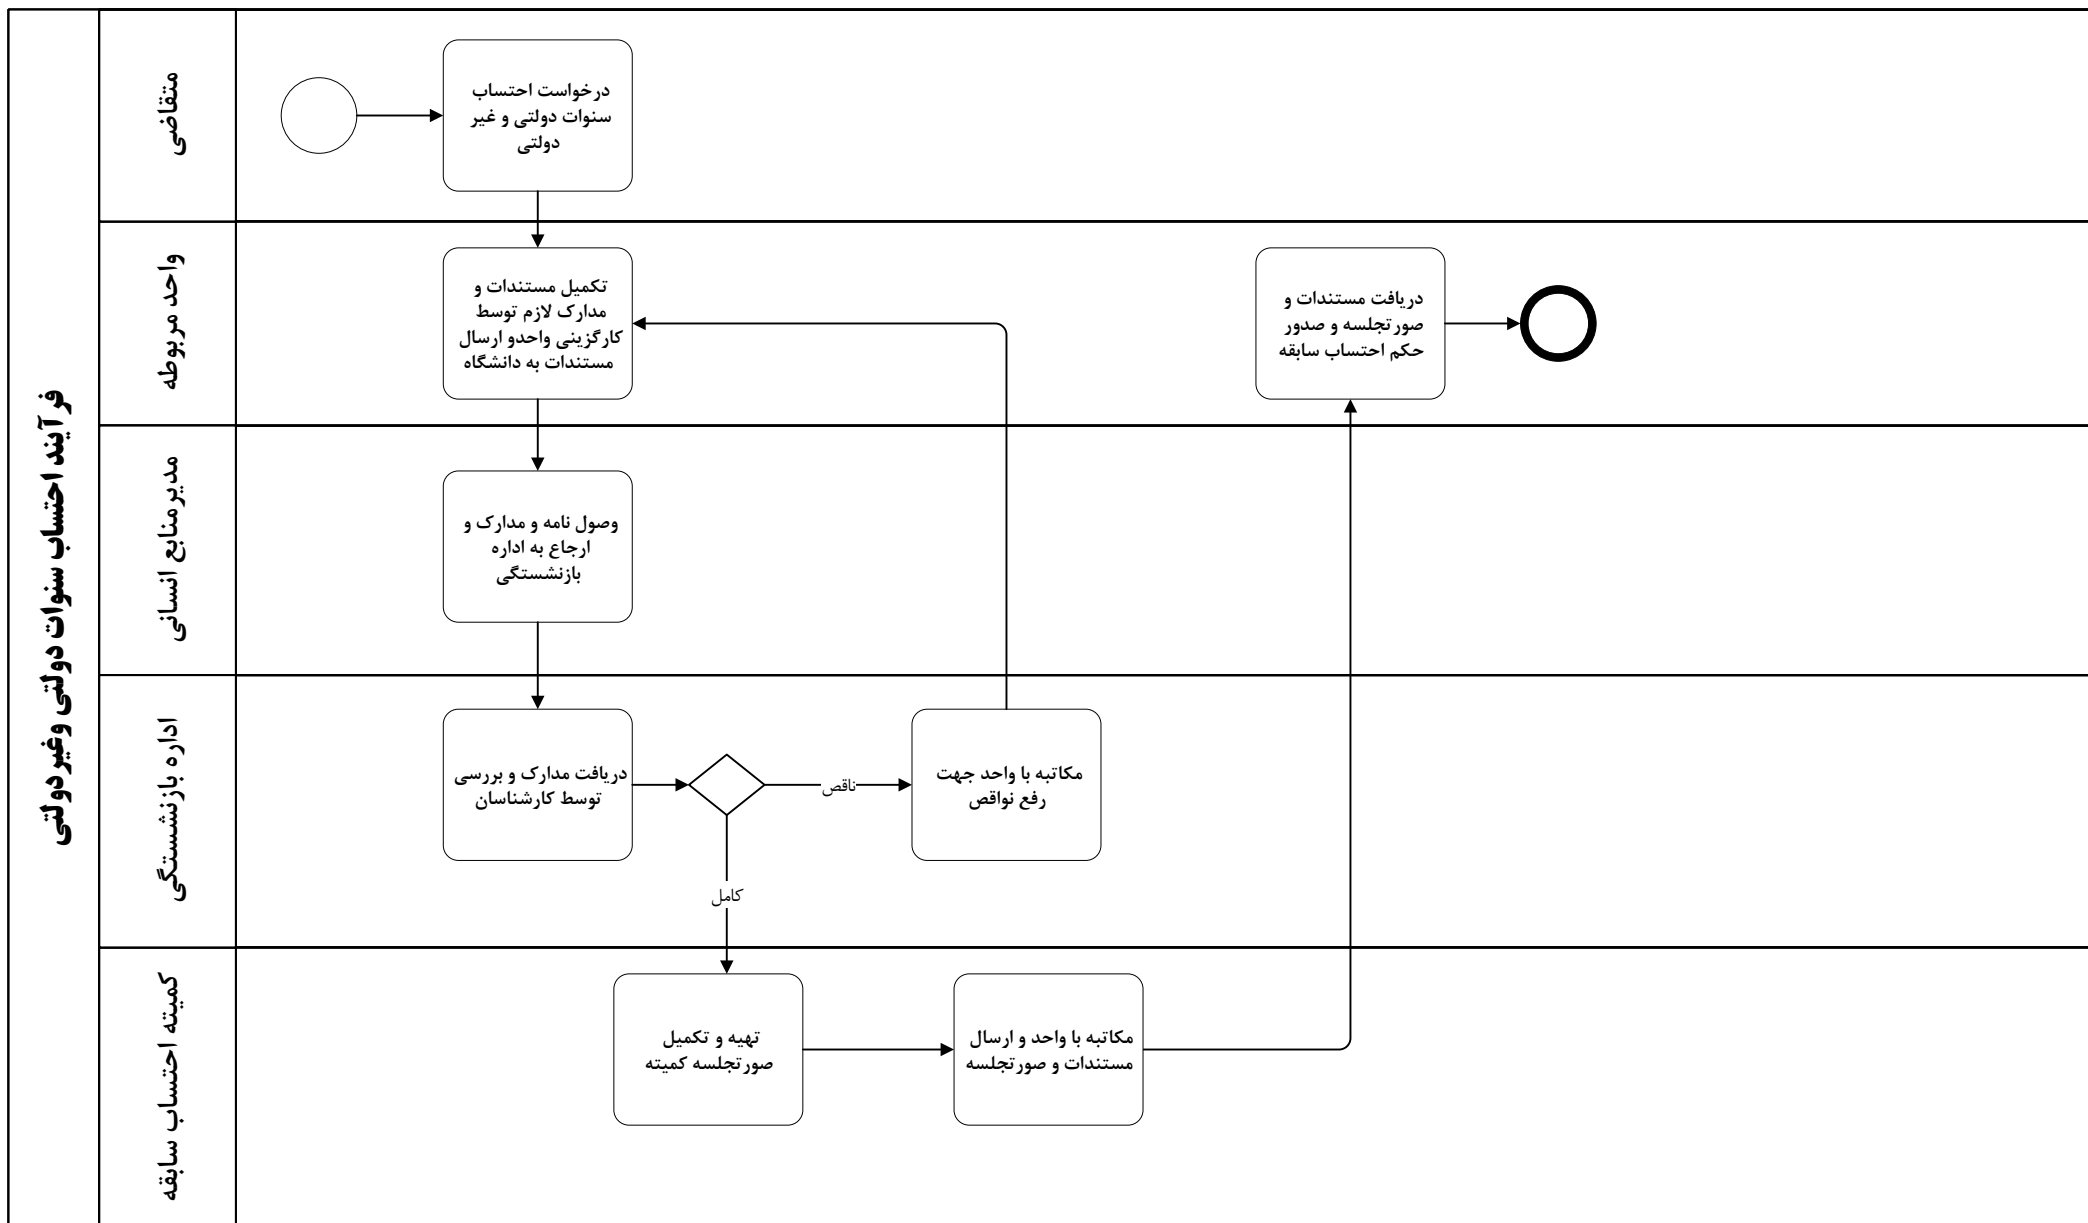 فرآیند احتساب سنوات دولتی وغیردولتی
متقاضی
درخواست احتساب
سنوات دولتی و غیر
دولتی
واحد مربوطه
تکمیل مستندات و
مدارک لازم توسط
کارگزینی واحدو ارسال
مستندات به دانشگاه
دریافت مستندات و
صورتجلسه و صدور
حکم احتساب سابقه
مدیرمنابع انسانی
وصول نامه و مدارک و
ارجاع به اداره
بازنشستگی
اداره بازنشستگی
دریافت مدارک و بررسی
توسط کارشناسان
ناقص
مکاتبه با واحد جهت
رفع نواقص
کامل
کمیته احتساب سابقه
تهیه و تکمیل
صورتجلسه کمیته
مکاتبه با واحد و ارسال
مستندات و صورتجلسه